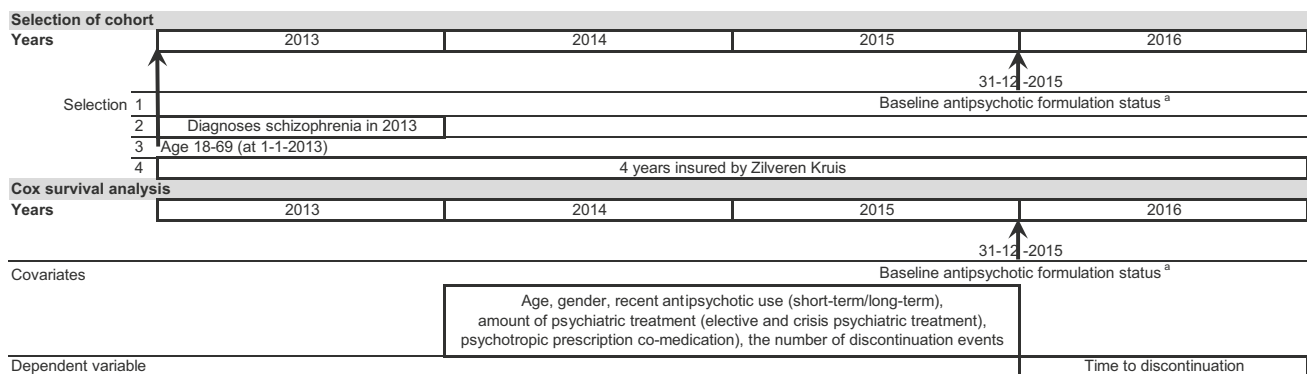 Selection of cohort
Years 2013 2014 2015 2016
31-12-2015
Selection 1 Baseline antipsychotic formulation status a
2 Diagnoses schizophrenia in 2013
3 Age 18-69 (at 1-1-2013)
4 4 years insured by Zilveren Kruis
Cox survival analysis
Years 2013 2014 2015 2016
31-12-2015
Covariates Baseline antipsychotic formulation status a
Age, gender, recent antipsychotic use (short-term/long-term),
amount of psychiatric treatment (elective and crisis psychiatric treatment),
psychotropic prescription co-medication), the number of discontinuation events
Dependent variable Time to discontinuation